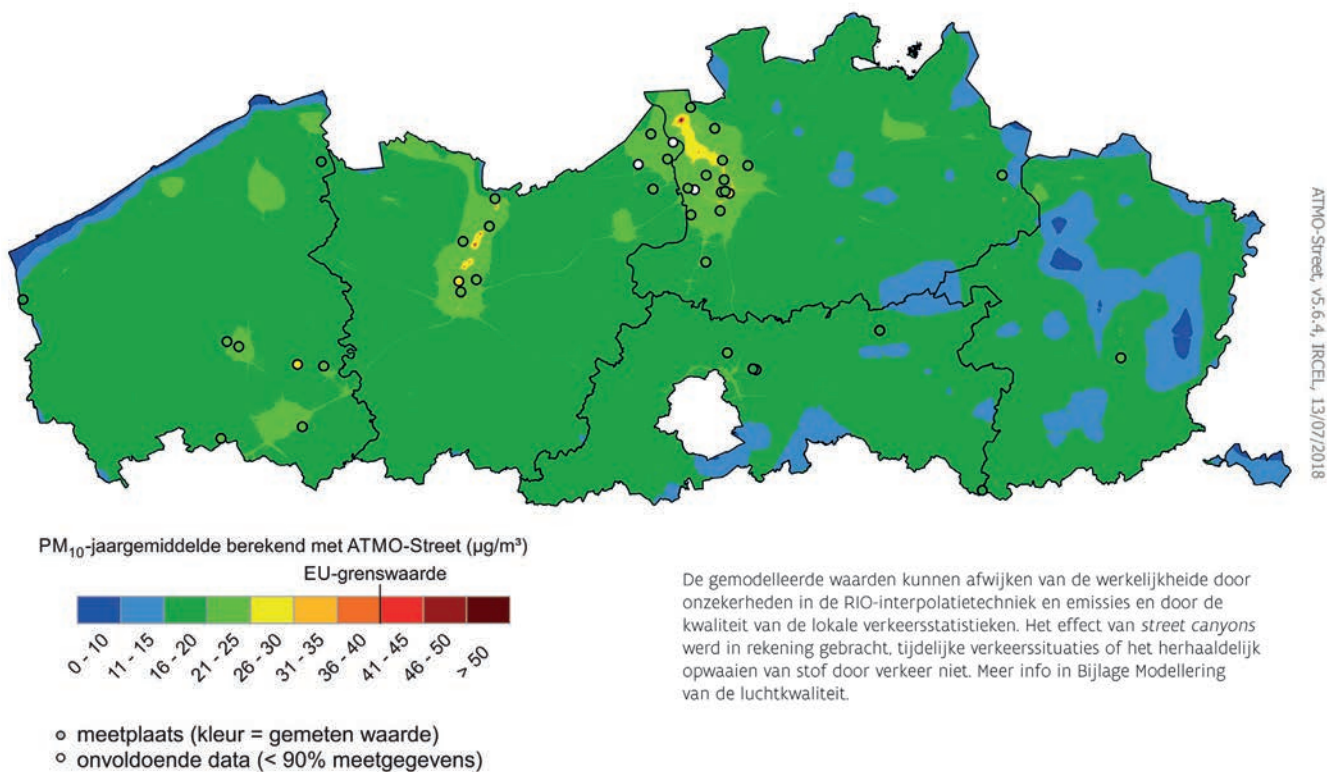 ATMO-Street, v5.6.4, IRCEL, 13/07/2018
PM₁₀-jaargemiddelde berekend met ATMO-Street (µg/m³)
EU-grenswaarde
0 - 10
11 - 15
16 - 20
21 - 25
26 - 30
31 - 35
36 - 40
41 - 45
46 - 50
> 50
meetplaats (kleur = gemeten waarde)
onvoldoende data (< 90% meetgegevens)
De gemodelleerde waarden kunnen afwijken van de werkelijkheide door
onzekerheden in de RIO-interpolatietechniek en emissies en door de
kwaliteit van de lokale verkeersstatistieken. Het effect van street canyons
werd in rekening gebracht, tijdelijke verkeerssituaties of het herhaaldelijk
opwaaien van stof door verkeer niet. Meer info in Bijlage Modellering
van de luchtkwaliteit.